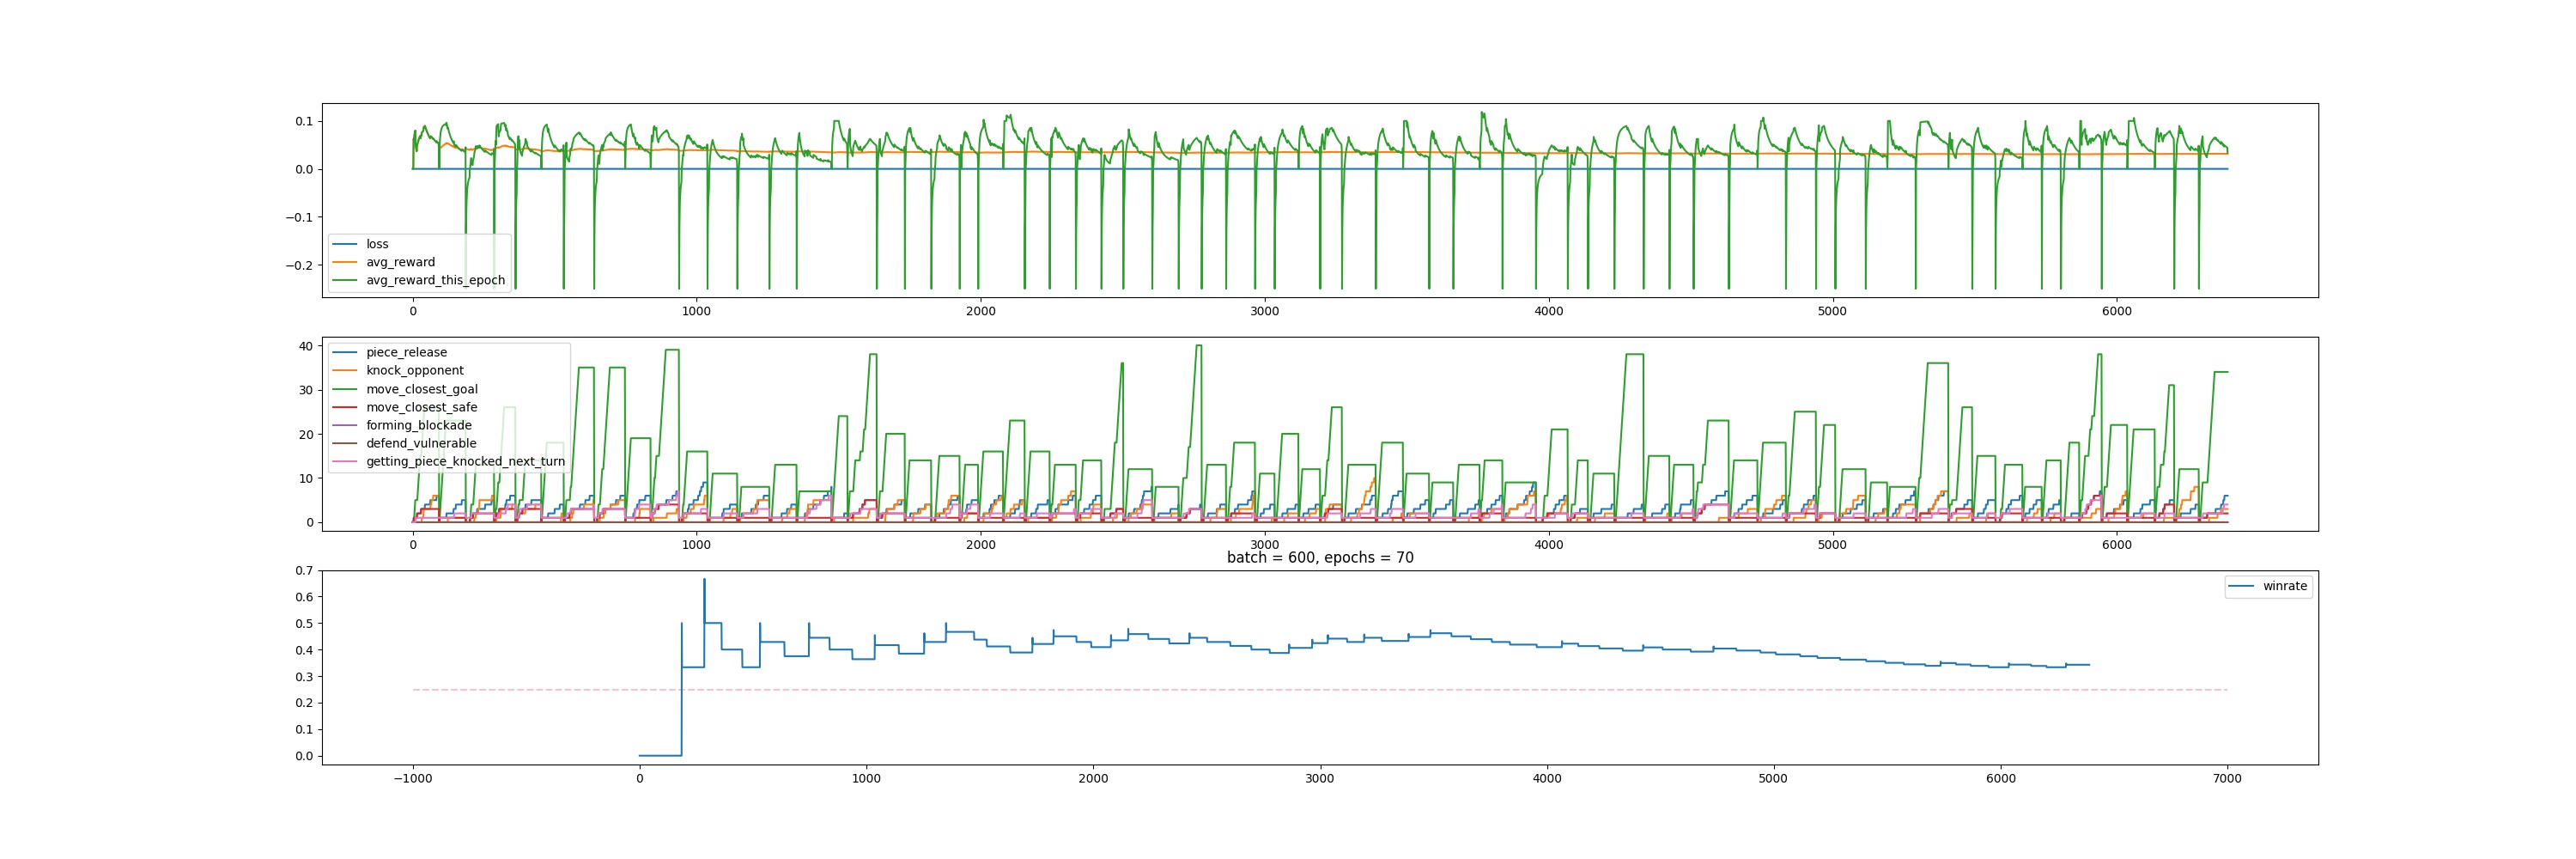 0.1
0.0
−0.1
−0.2
loss
avg_reward
avg_reward_this_epoch
0 1000 2000 3000 4000 5000 6000
40
30
20
10
0
piece_release
knock_opponent
move_closest_goal
move_closest_safe
forming_blockade
defend_vulnerable
getting_piece_knocked_next_turn
0 1000 2000 3000 4000 5000 6000
batch = 600, epochs = 70
0.7
0.6
0.5
0.4
0.3
0.2
0.1
0.0
winrate
−1000 0 1000 2000 3000 4000 5000 6000 7000